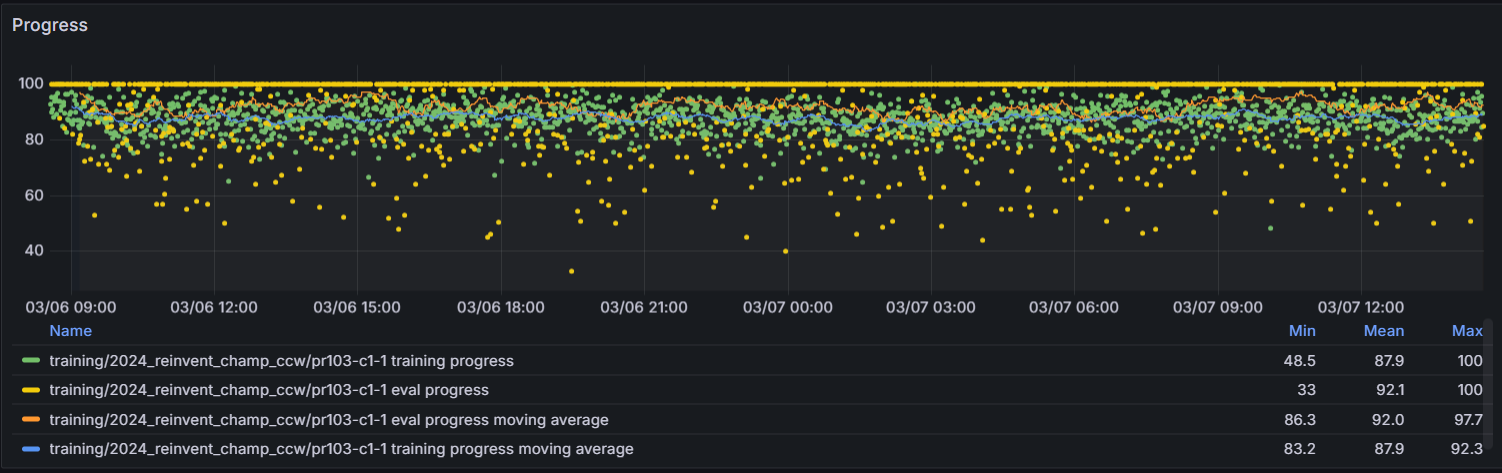 Progress
100
80
60
40
03/06 09:00 03/06 12:00 03/06 15:00 03/06 18:00 03/06 21:00 03/07 00:00 03/07 03:00 03/07 06:00 03/07 09:00 03/07 12:00
Name Min Mean Max
training/2024_reinvent_champ_ccw/pr103-c1-1 training progress 48.5 87.9 100
training/2024_reinvent_champ_ccw/pr103-c1-1 eval progress 33 92.1 100
training/2024_reinvent_champ_ccw/pr103-c1-1 eval progress moving average 86.3 92.0 97.7
training/2024_reinvent_champ_ccw/pr103-c1-1 training progress moving average 83.2 87.9 92.3